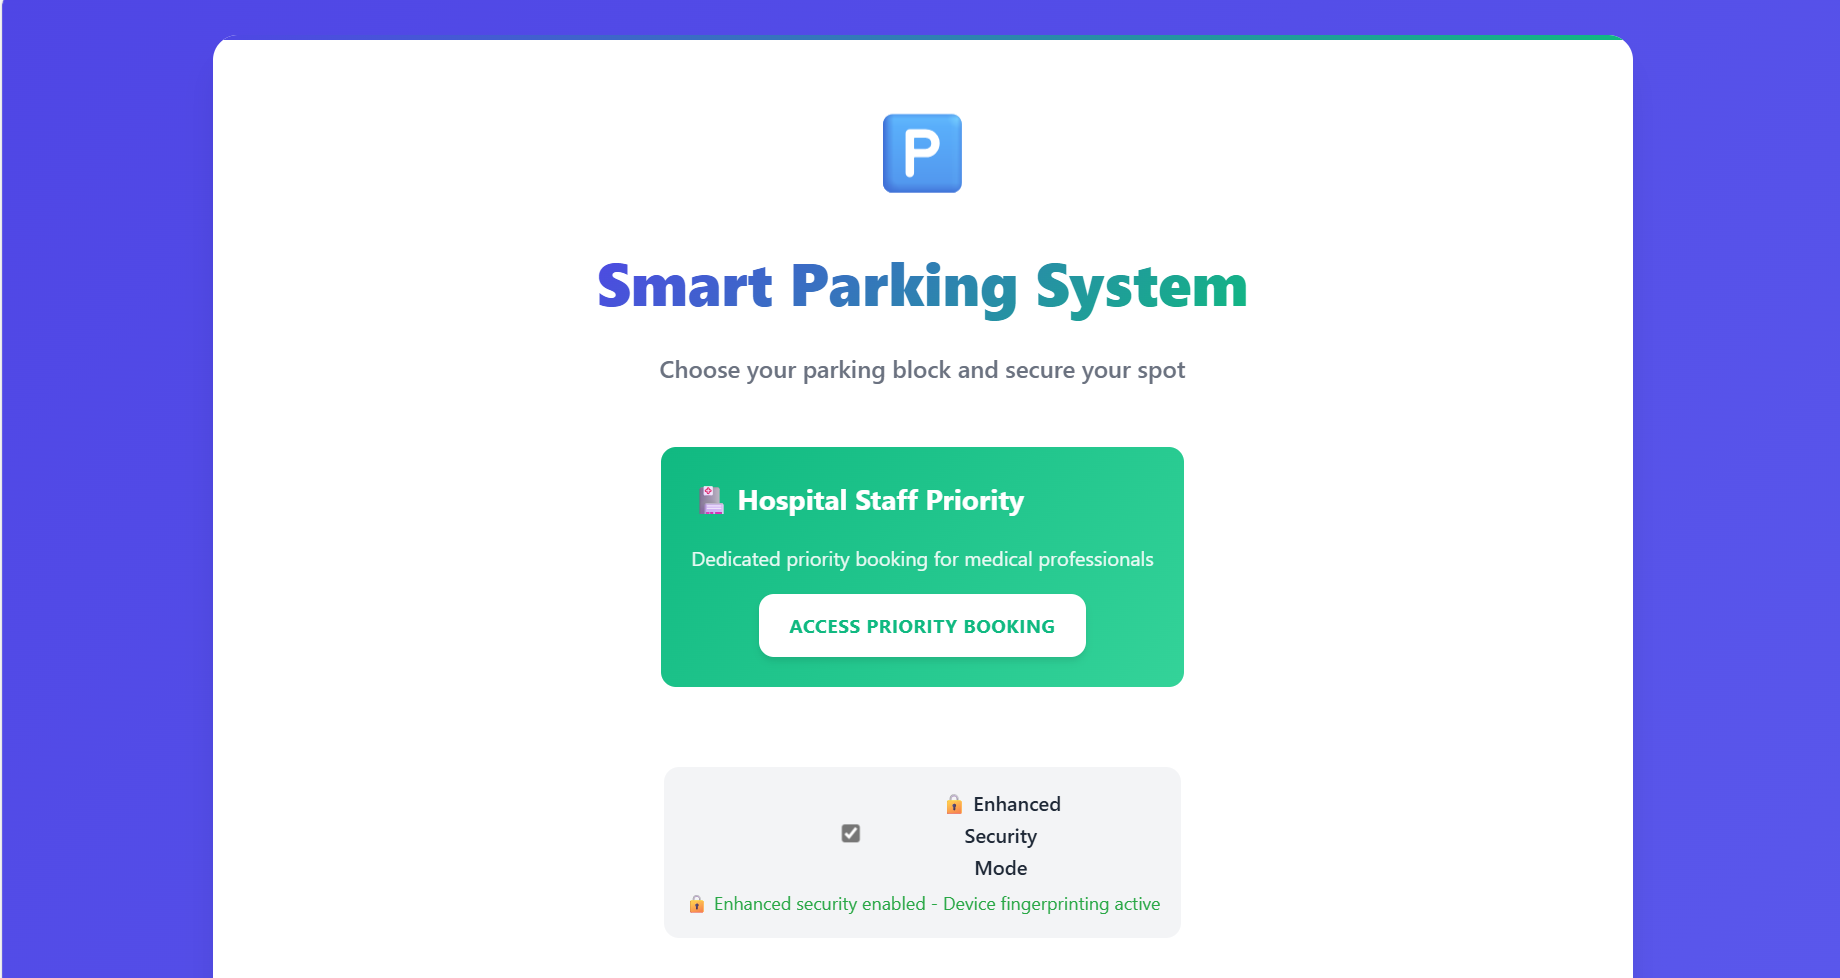 P
Smart Parking System
Choose your parking block and secure your spot
Hospital Staff Priority
Dedicated priority booking for medical professionals
ACCESS PRIORITY BOOKING
Enhanced
Security
Mode
Enhanced security enabled - Device fingerprinting active